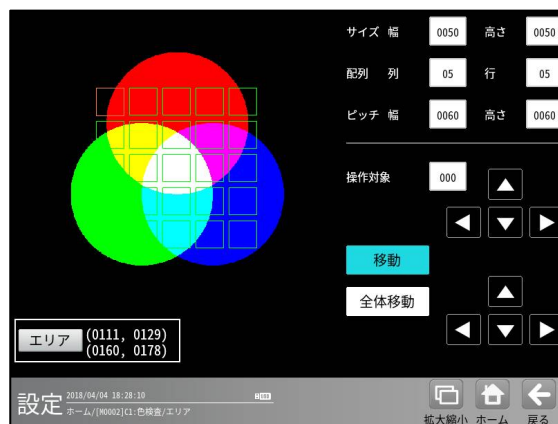 サイズ 幅 0050 高さ 0050
配列 列 05 行 05
ピッチ 幅 0060 高さ 0060
操作対象 000
移動
全体移動
エリア (0111, 0129)
(0160, 0178)
設定 2018/04/04 18:28:10
ホーム/[M0002]C1:色検査/エリア
拡大縮小 ホーム 戻る